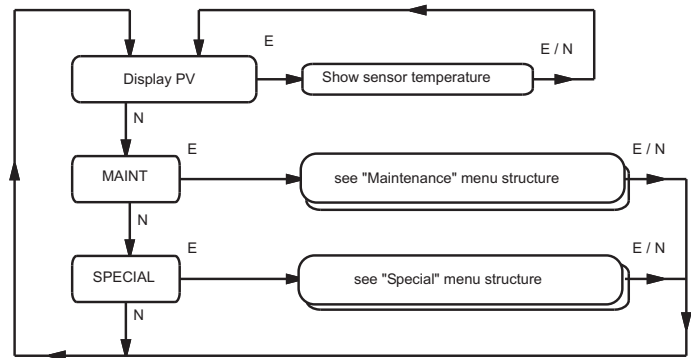 E
E / N
Display PV
Show sensor temperature
N
E
E / N
MAINT
see "Maintenance" menu structure
N
E
E / N
SPECIAL
see "Special" menu structure
N